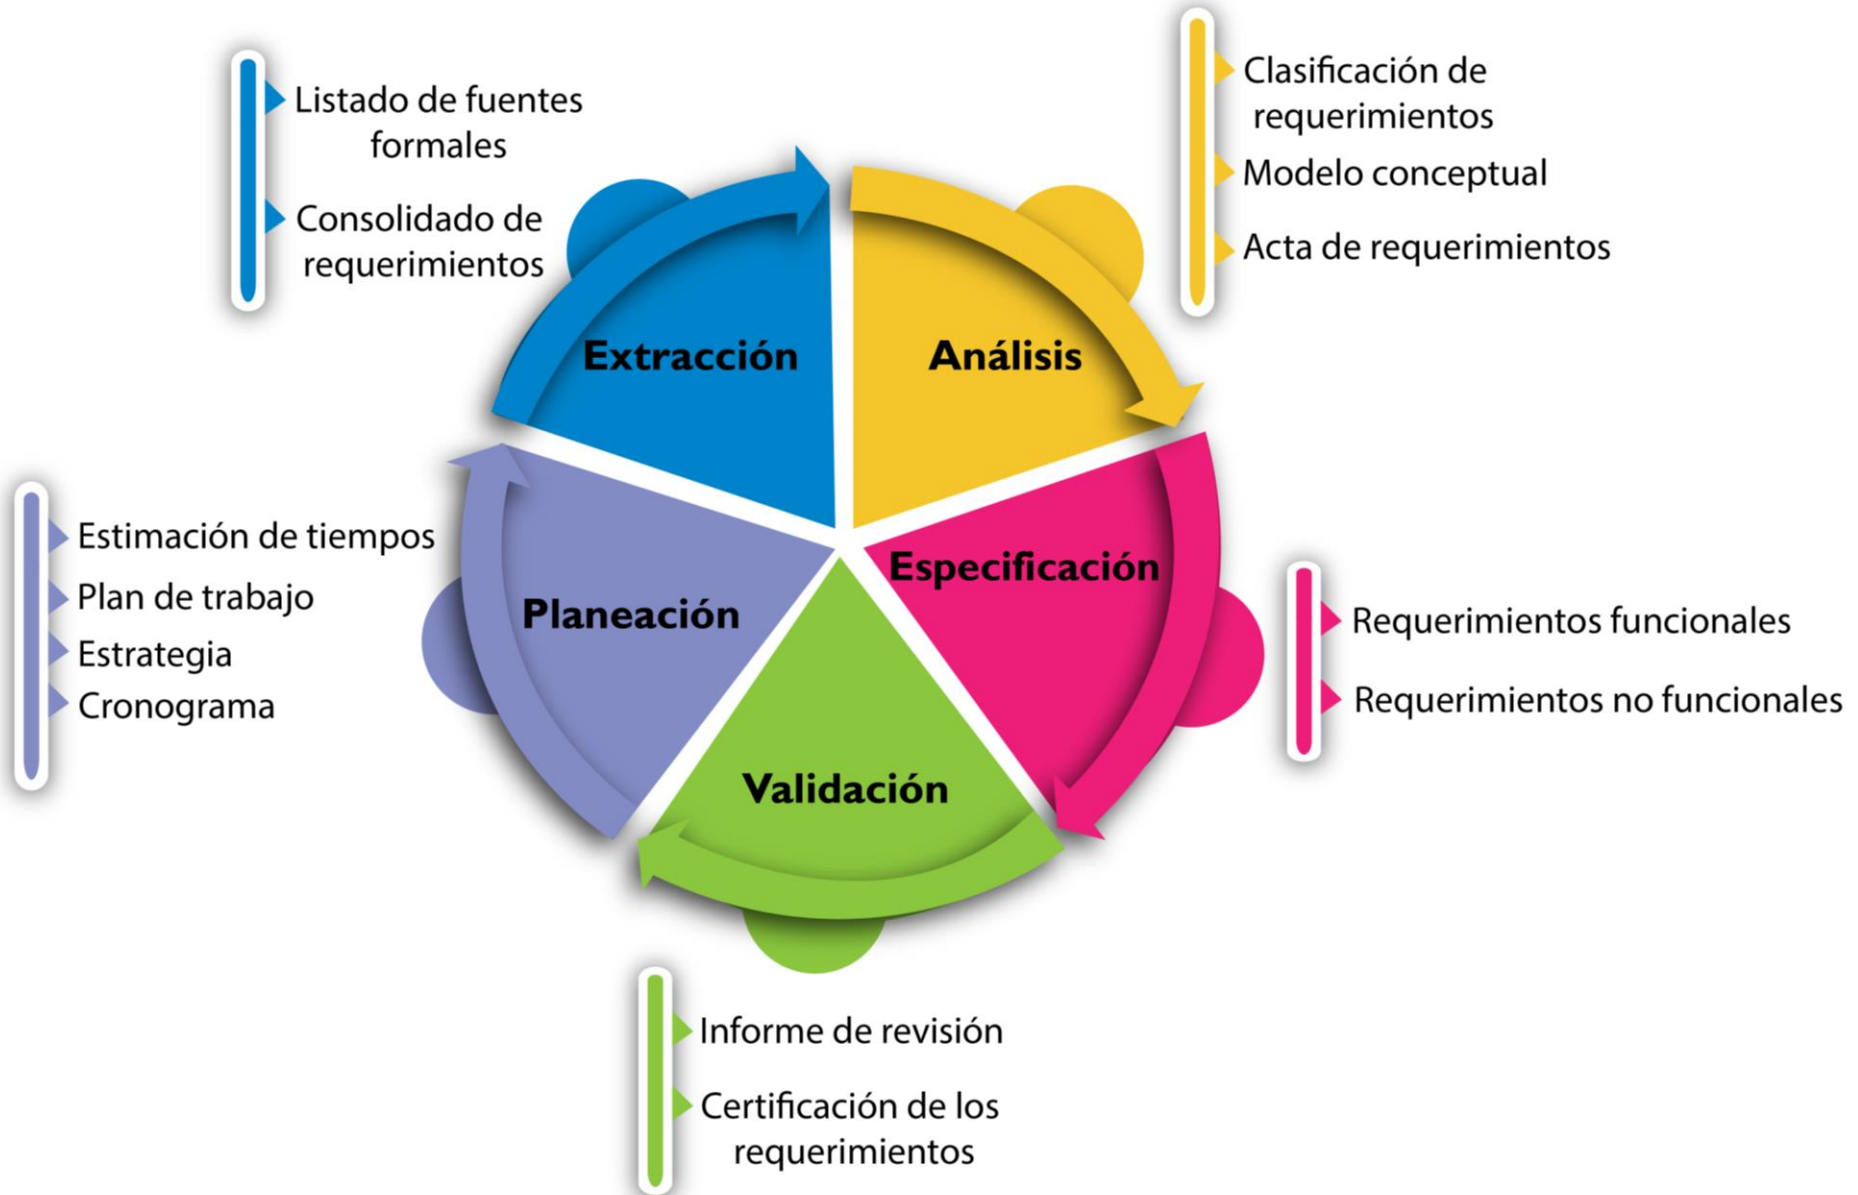 Listado de fuentes
formales
Consolidado de
requerimientos
Clasificación de
requerimientos
Modelo conceptual
Acta de requerimientos
Extracción
Análisis
Estimación de tiempos
Plan de trabajo
Estrategia
Cronograma
Planeación
Especificación
Requerimientos funcionales
Requerimientos no funcionales
Validación
Informe de revisión
Certificación de los
requerimientos